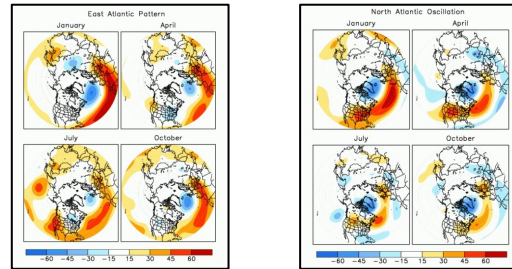 East Atlantic Pattern
January
April
July
October
−60 −45 −30 −15 15 30 45 60
North Atlantic Oscillation
January
April
July
October
−60 −45 −30 −15 15 30 45 60